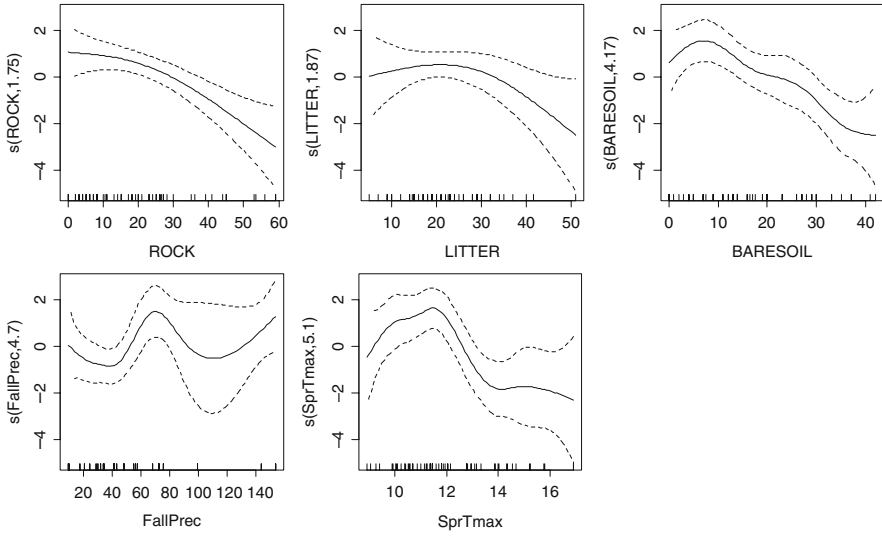 s(ROCK,1.75)
2
0
−2
−4
0 10 20 30 40 50 60
ROCK
s(LITTER,1.87)
2
0
−2
−4
10 20 30 40 50
LITTER
s(BARESOIL,4.17)
2
0
−2
−4
0 10 20 30 40
BARESOIL
s(FallPrec,4.7)
2
0
−2
−4
20 40 60 80 100 120 140
FallPrec
s(SprTmax,5.1)
2
0
−2
−4
10 12 14 16
SprTmax